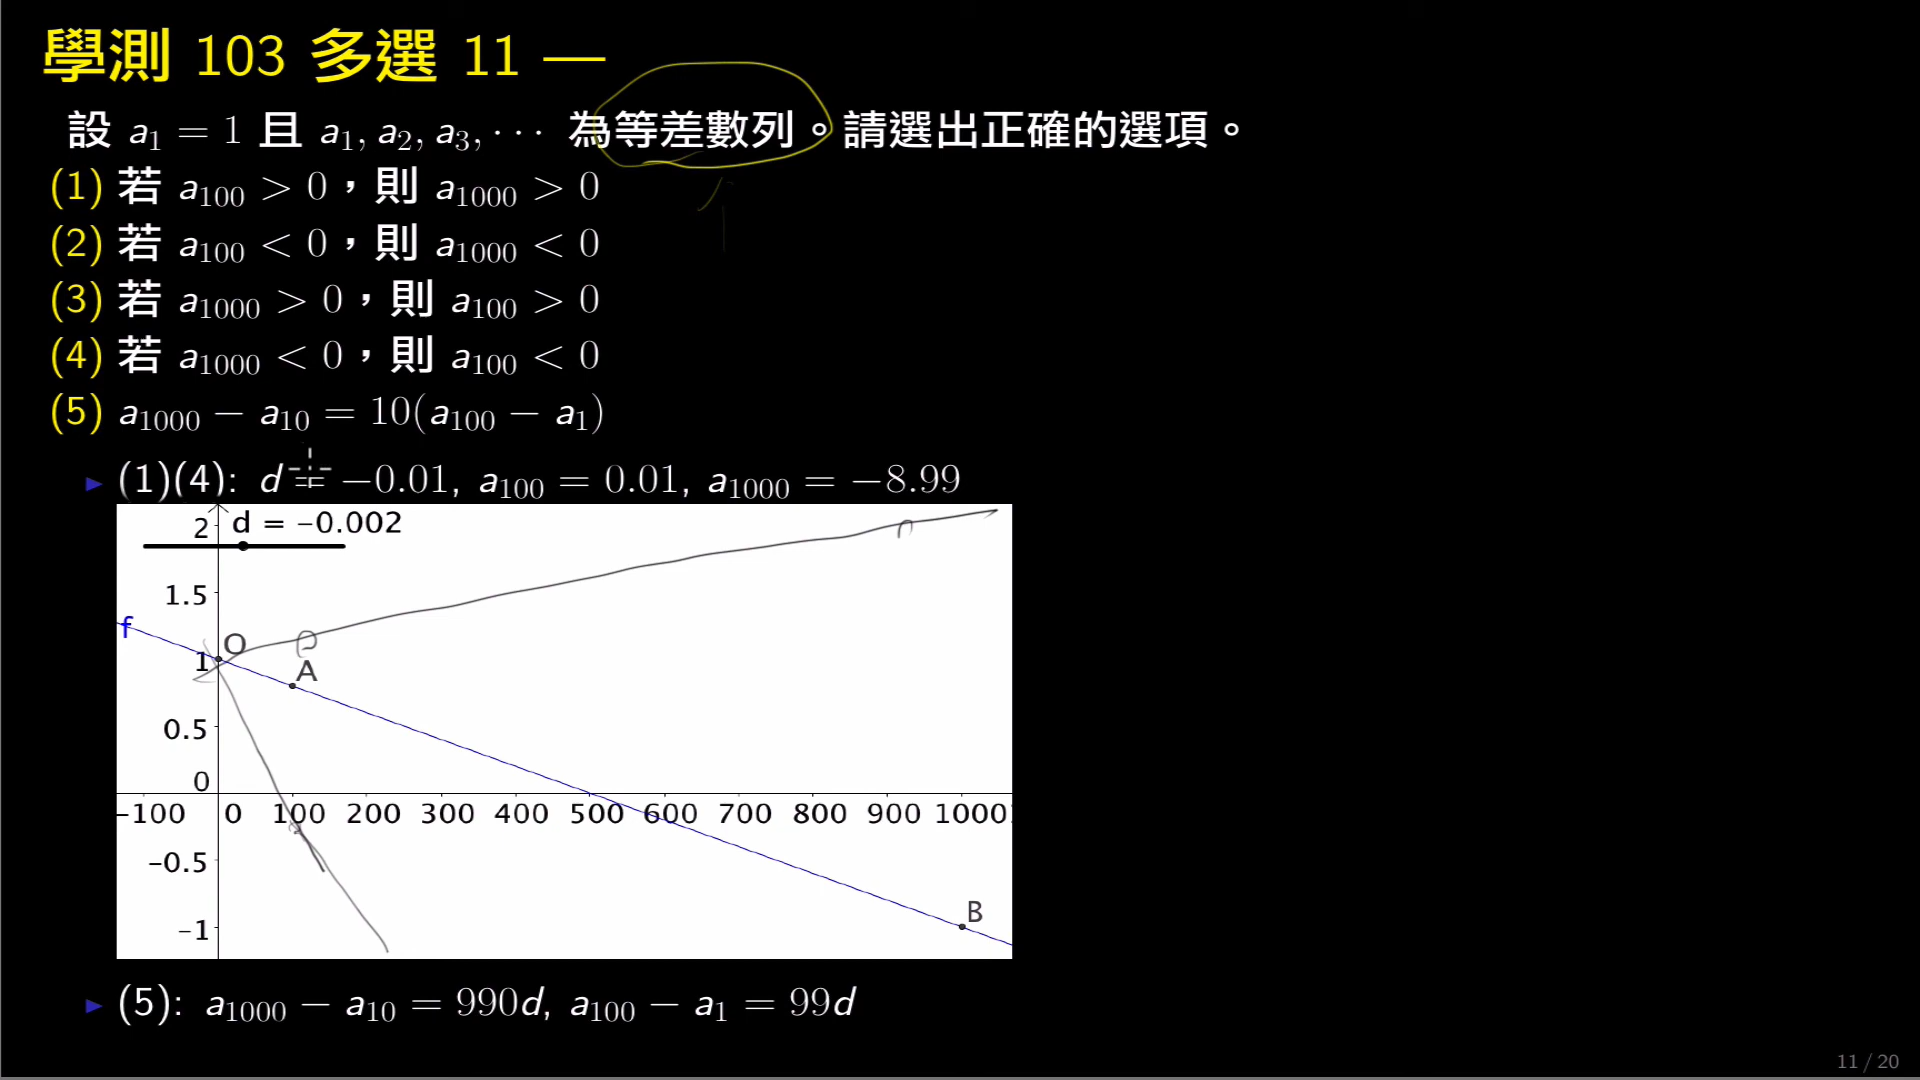 學測 103 多選 11 —
設 a₁ = 1 且 a₁, a₂, a₃, ⋯ 為等差數列。請選出正確的選項。
(1) 若 a₁₀₀ > 0，則 a₁₀₀₀ > 0
(2) 若 a₁₀₀ < 0，則 a₁₀₀₀ < 0
(3) 若 a₁₀₀₀ > 0，則 a₁₀₀ > 0
(4) 若 a₁₀₀₀ < 0，則 a₁₀₀ < 0
(5) a₁₀₀₀ − a₁₀ = 10(a₁₀₀ − a₁)
▶ (1)(4): d = −0.01, a₁₀₀ = 0.01, a₁₀₀₀ = −8.99
2 d = −0.002
1.5
f
O
1
A
0.5
0
−100 0 100 200 300 400 500 600 700 800 900 1000
−0.5
B
−1
▶ (5): a₁₀₀₀ − a₁₀ = 990d, a₁₀₀ − a₁ = 99d
11 / 20